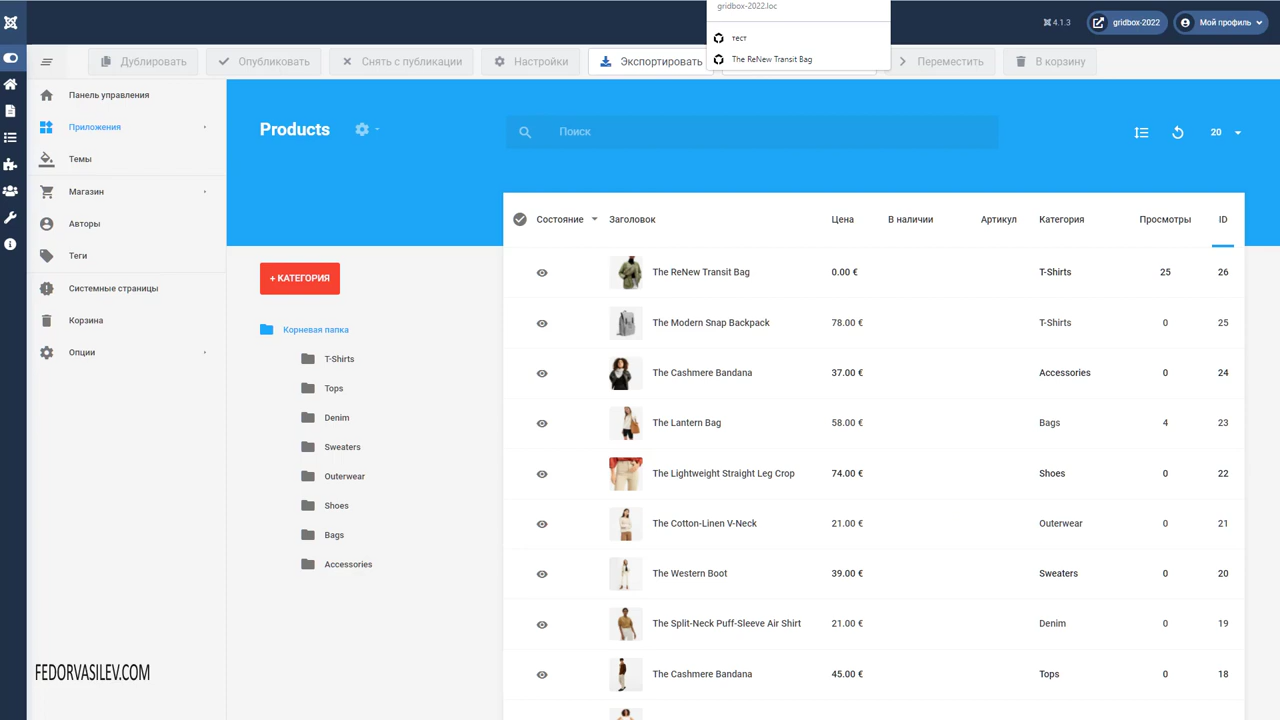 gridbox-2022.loc
тест
The ReNew Transit Bag
4.1.3
gridbox-2022
Мой профиль
Дублировать
Опубликовать
Снять с публикации
Настройки
Экспортировать
Переместить
В корзину
Панель управления
Приложения
Темы
Магазин
Авторы
Теги
Системные страницы
Корзина
Опции
Products
Поиск
20
+ КАТЕГОРИЯ
Корневая папка
T-Shirts
Tops
Denim
Sweaters
Outerwear
Shoes
Bags
Accessories
Состояние Заголовок Цена В наличии Артикул Категория Просмотры ID
The ReNew Transit Bag 0.00 € T-Shirts 25 26
The Modern Snap Backpack 78.00 € T-Shirts 0 25
The Cashmere Bandana 37.00 € Accessories 0 24
The Lantern Bag 58.00 € Bags 4 23
The Lightweight Straight Leg Crop 74.00 € Shoes 0 22
The Cotton-Linen V-Neck 21.00 € Outerwear 0 21
The Western Boot 39.00 € Sweaters 0 20
The Split-Neck Puff-Sleeve Air Shirt 21.00 € Denim 0 19
The Cashmere Bandana 45.00 € Tops 0 18
FEDORVASILEV.COM